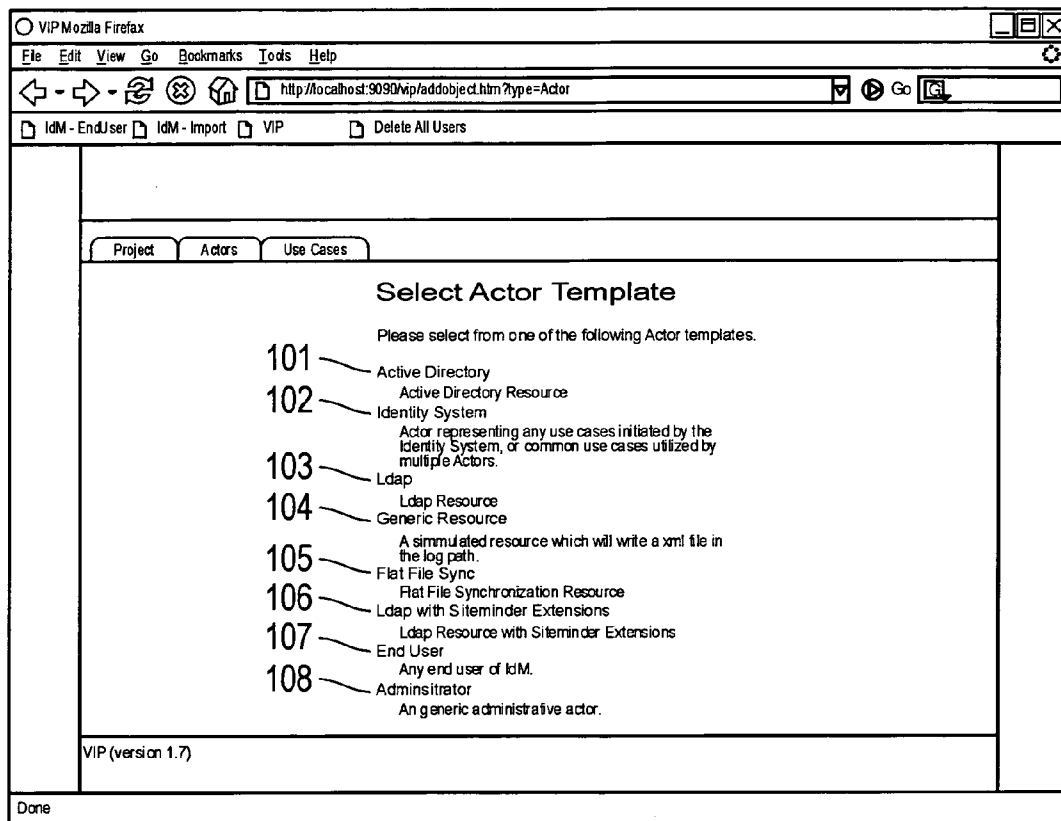 ViP Mozilla Firefox
File Edit View Go Bookmarks Tools Help
http://localhost:9090/vip/addobject.htm?type=Actor Go G
IdM - EndUser IdM - Import VIP Delete All Users
Project Actors Use Cases
Select Actor Template
Please select from one of the following Actor templates.
101 Active Directory
Active Directory Resource
102 Identity System
Actor representing any use cases initiated by the
Identity System, or common use cases utilized by
multiple Actors.
103 Ldap
Ldap Resource
104 Generic Resource
A simmulated resource which will write a xml file in
the log path.
105 Flat File Sync
Flat File Synchronization Resource
106 Ldap with Siteminder Extensions
Ldap Resource with Siteminder Extensions
107 End User
Any end user of IdM.
108 Adminsitrator
An generic administrative actor.
VIP (version 1.7)
Done